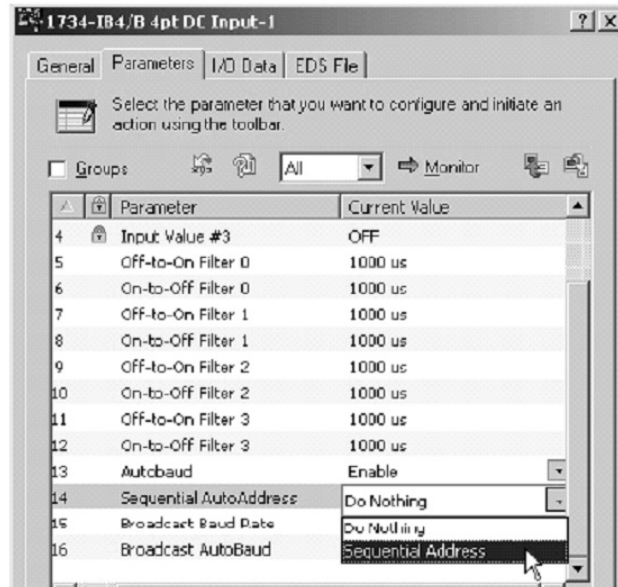 1734-IB4/B 4pt DC Input-1
General Parameters I/O Data EDS File
Select the parameter that you want to configure and initiate an
action using the toolbar.
Groups All Monitor
Parameter Current Value
4 Input Value #3 OFF
5 Off-to-On Filter 0 1000 us
6 On-to-Off Filter 0 1000 us
7 Off-to-On Filter 1 1000 us
8 On-to-Off Filter 1 1000 us
9 Off-to-On Filter 2 1000 us
10 On-to-Off Filter 2 1000 us
11 Off-to-On Filter 3 1000 us
12 On-to-Off Filter 3 1000 us
13 Autobaud Enable
14 Sequential AutoAddress Do Nothing
15 Broadcast Baud Rate Do Nothing
16 Broadcast AutoBaud Sequential Address